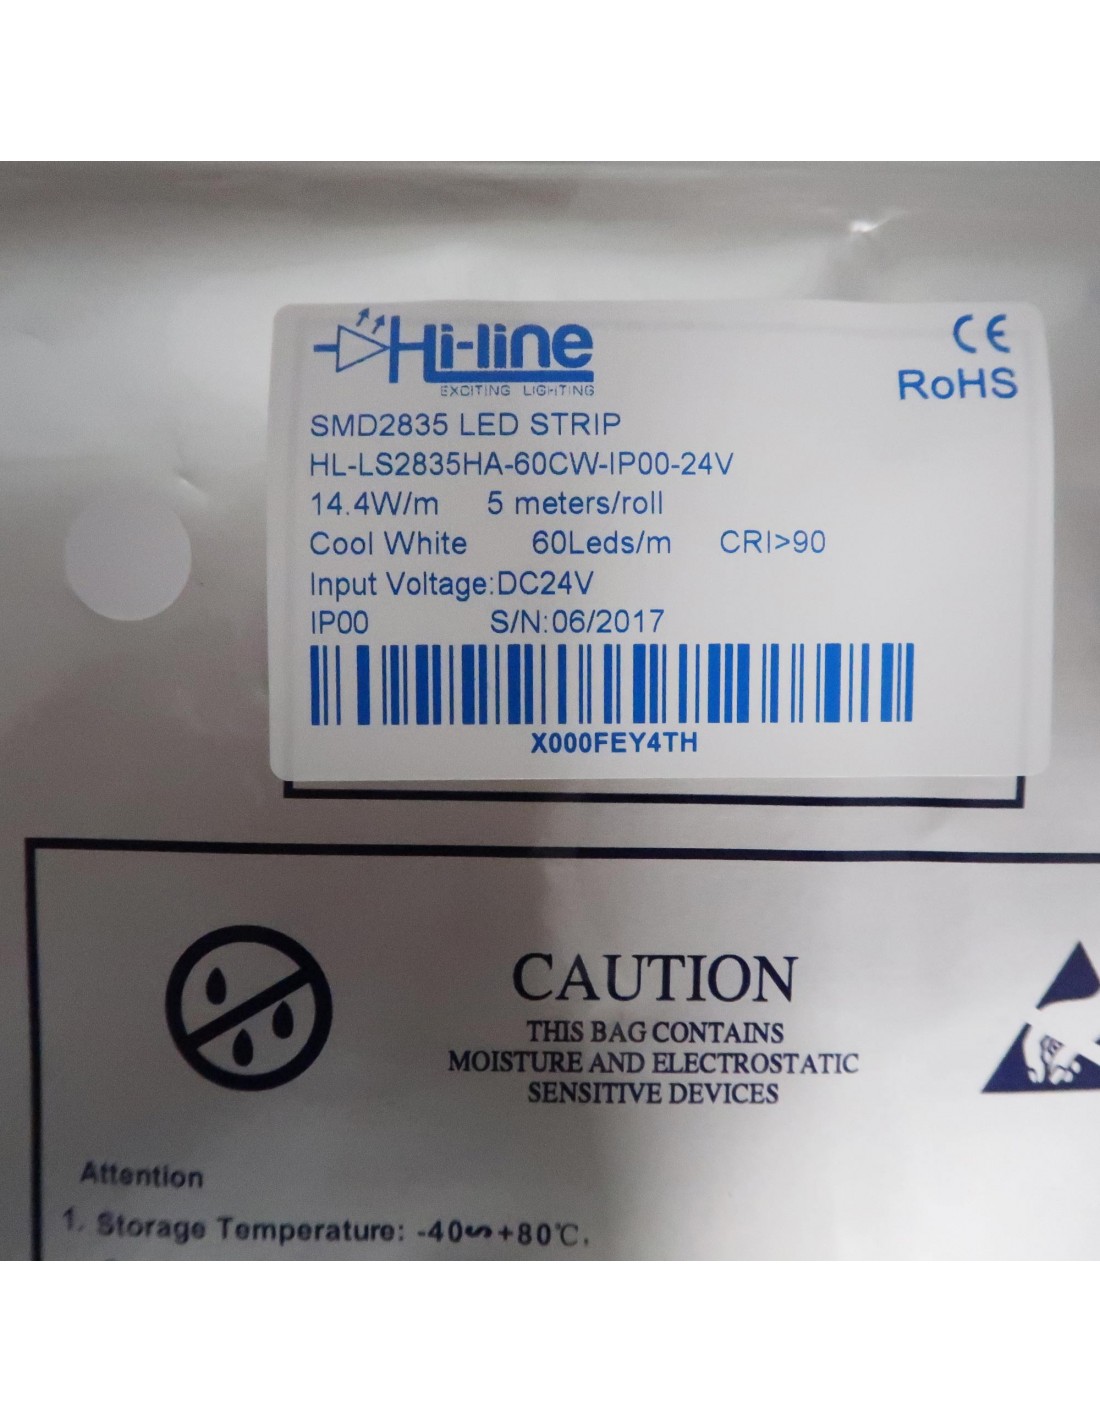 Hi-line
EXCITING LIGHTING
CE
RoHS
SMD2835 LED STRIP
HL-LS2835HA-60CW-IP00-24V
14.4W/m 5 meters/roll
Cool White 60Leds/m CRI>90
Input Voltage:DC24V
IP00 S/N:06/2017
X000FEY4TH
CAUTION
THIS BAG CONTAINS
MOISTURE AND ELECTROSTATIC
SENSITIVE DEVICES
Attention
1. Storage Temperature: -40∽+80℃.